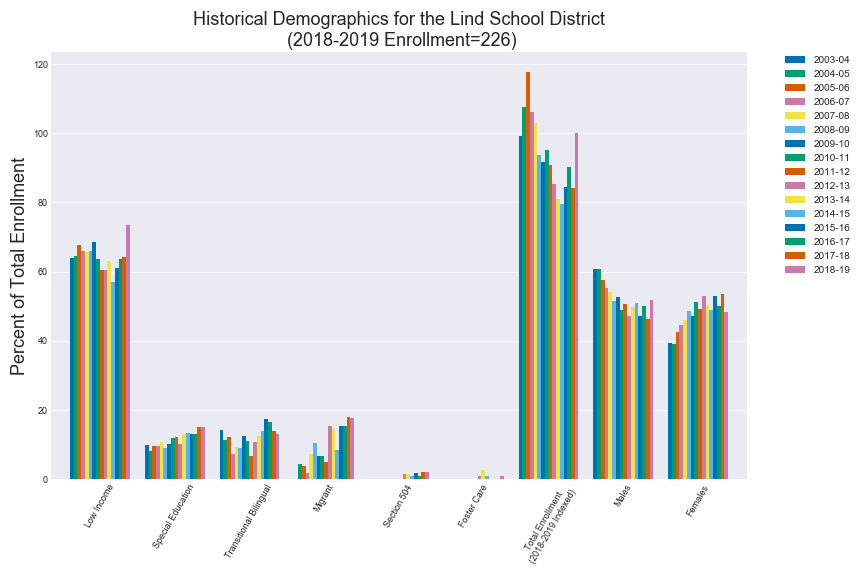 Historical Demographics for the Lind School District
(2018-2019 Enrollment=226)
Percent of Total Enrollment
120
100
80
60
40
20
0
Low Income
Special Education
Transitional Bilingual
Migrant
Section 504
Foster Care
Total Enrollment
(2018-2019 Indexed)
Males
Females
2003-04
2004-05
2005-06
2006-07
2007-08
2008-09
2009-10
2010-11
2011-12
2012-13
2013-14
2014-15
2015-16
2016-17
2017-18
2018-19